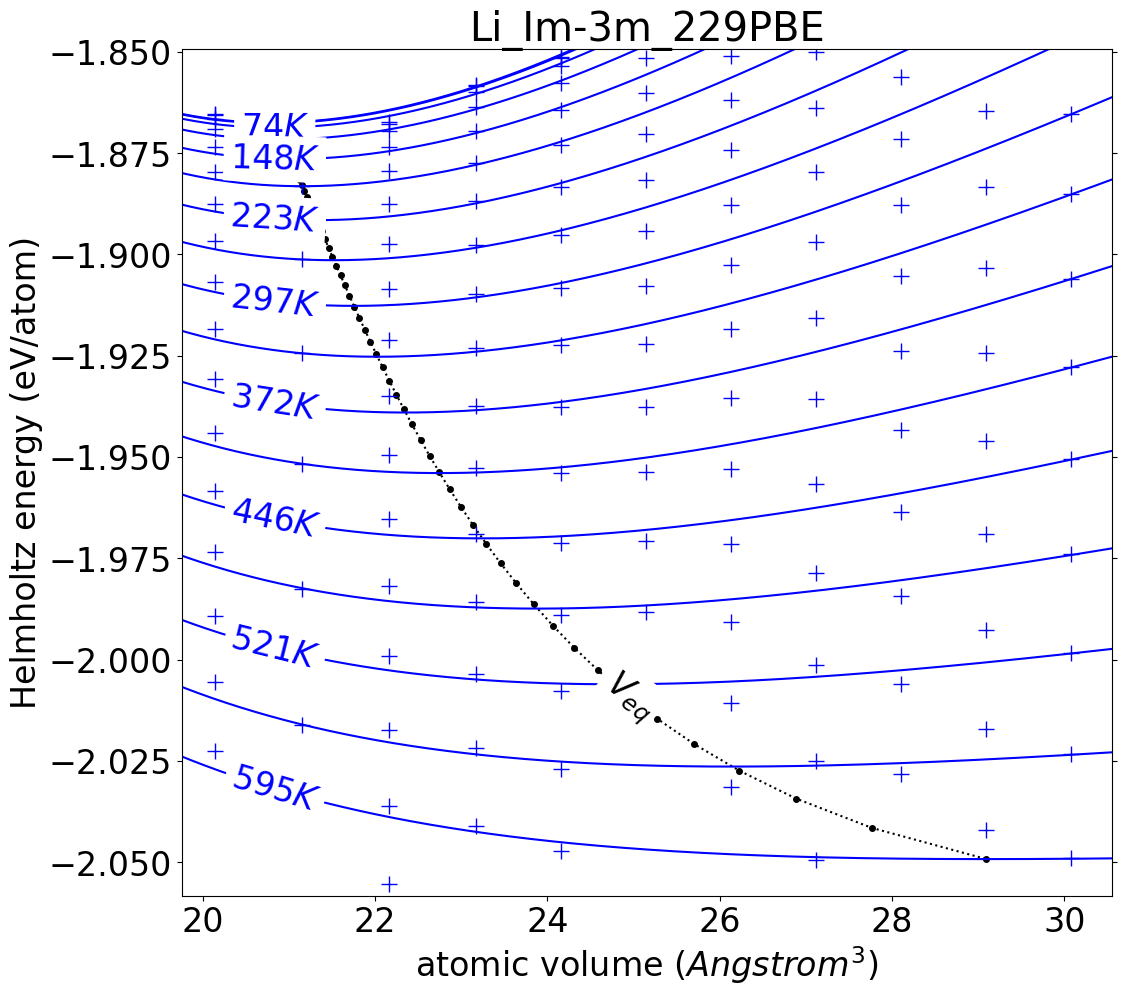 Li_Im-3m_229PBE
Helmholtz energy (eV/atom)
−1.850
−1.875
−1.900
−1.925
−1.950
−1.975
−2.000
−2.025
−2.050
74K
148K
223K
297K
372K
446K
521K
595K
V_eq
20 22 24 26 28 30
atomic volume (Angstrom³)